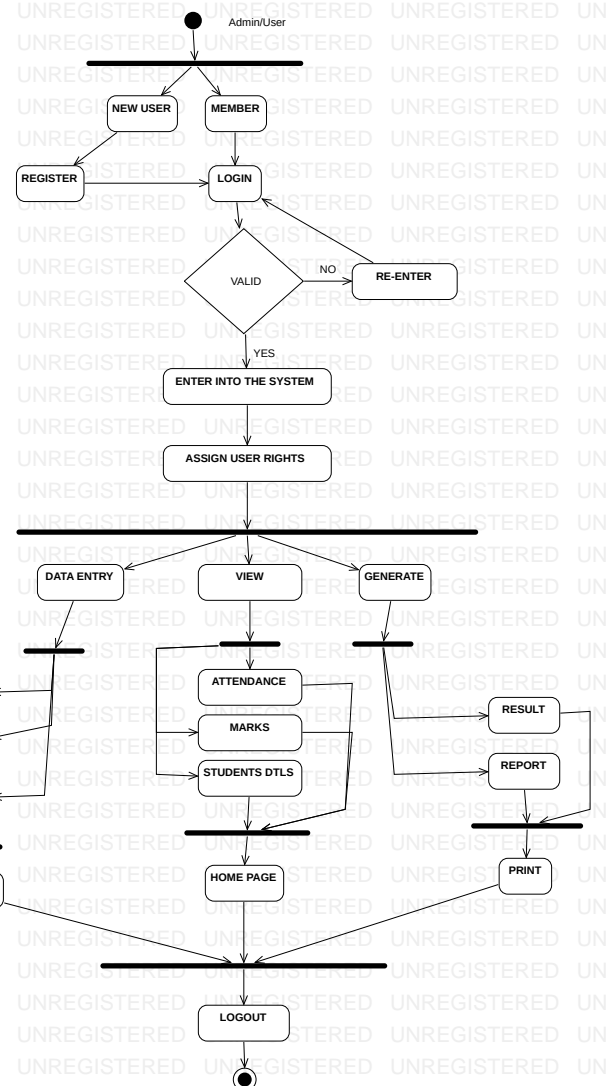 Admin/User
NEW USER
MEMBER
REGISTER
LOGIN
VALID
NO
RE-ENTER
YES
ENTER INTO THE SYSTEM
ASSIGN USER RIGHTS
DATA ENTRY
VIEW
GENERATE
ATTENDANCE
RESULT
MARKS
REPORT
STUDENTS DTLS
HOME PAGE
PRINT
LOGOUT
UNREGISTERED